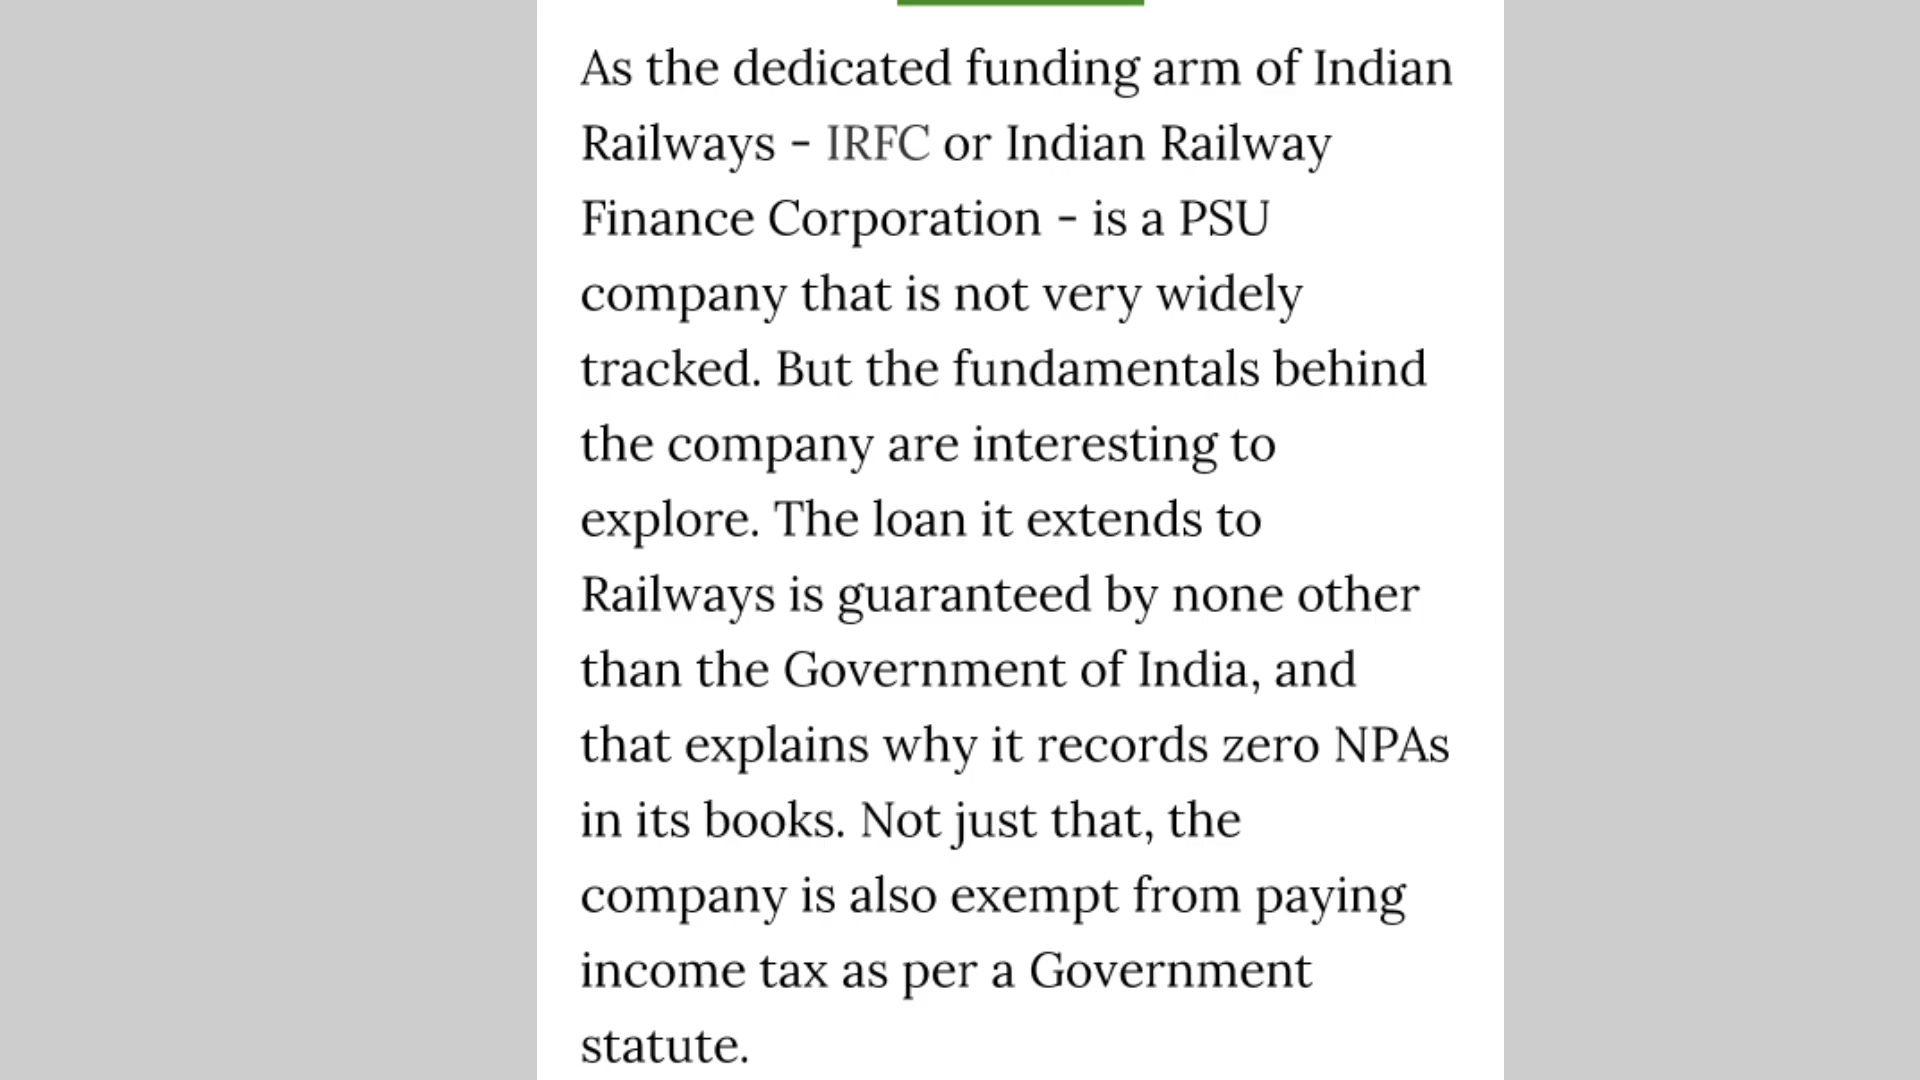 As the dedicated funding arm of Indian
Railways - IRFC or Indian Railway
Finance Corporation - is a PSU
company that is not very widely
tracked. But the fundamentals behind
the company are interesting to
explore. The loan it extends to
Railways is guaranteed by none other
than the Government of India, and
that explains why it records zero NPAs
in its books. Not just that, the
company is also exempt from paying
income tax as per a Government
statute.